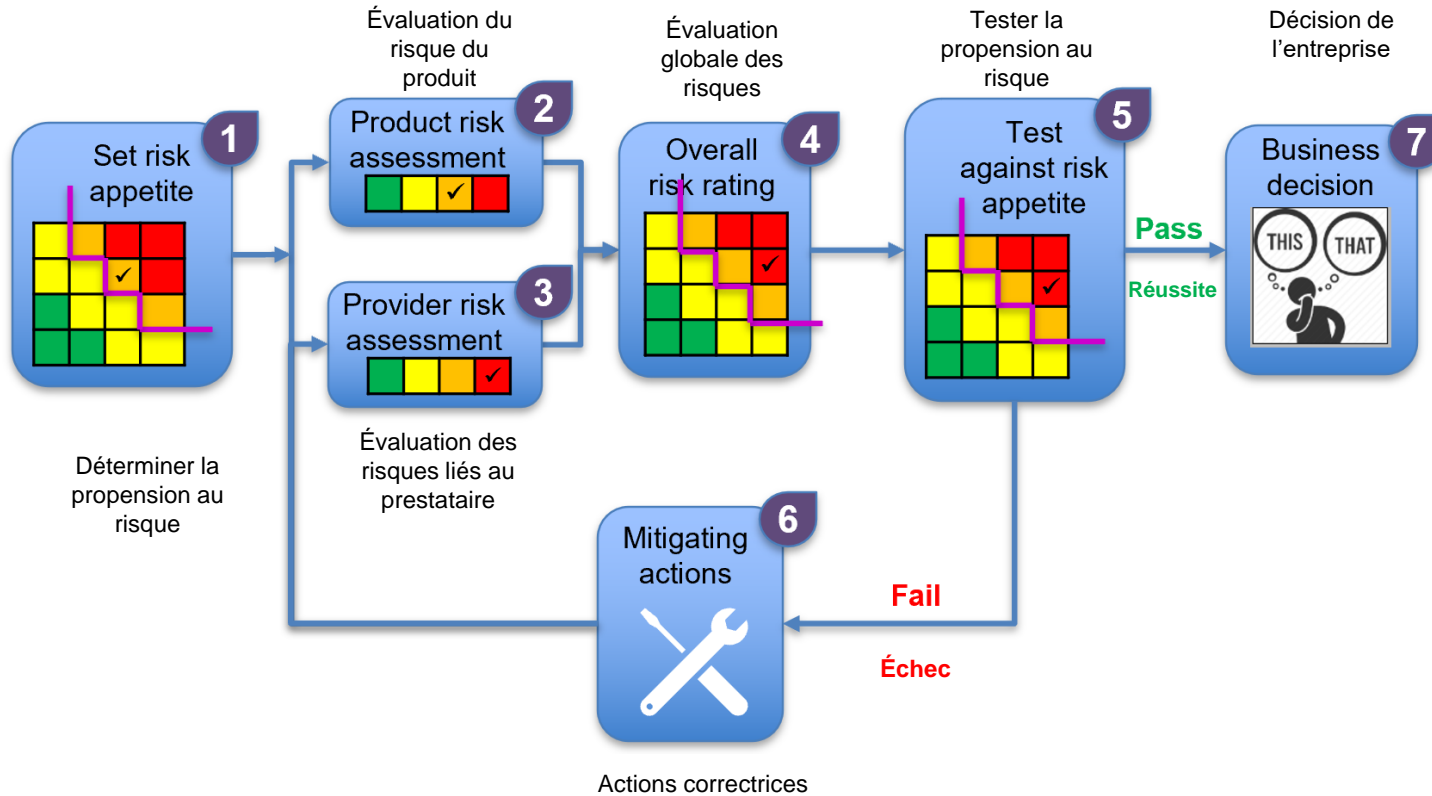 Évaluation du
risque du
produit
Évaluation
globale des
risques
Tester la
propension au
risque
Décision de
l’entreprise
1
Set risk
appetite
2
Product risk
assessment
3
Provider risk
assessment
4
Overall
risk rating
5
Test
against risk
appetite
Pass
Réussite
7
Business
decision
THIS
THAT
Déterminer la
propension au
risque
Évaluation des
risques liés au
prestataire
6
Mitigating
actions
Fail
Échec
Actions correctrices